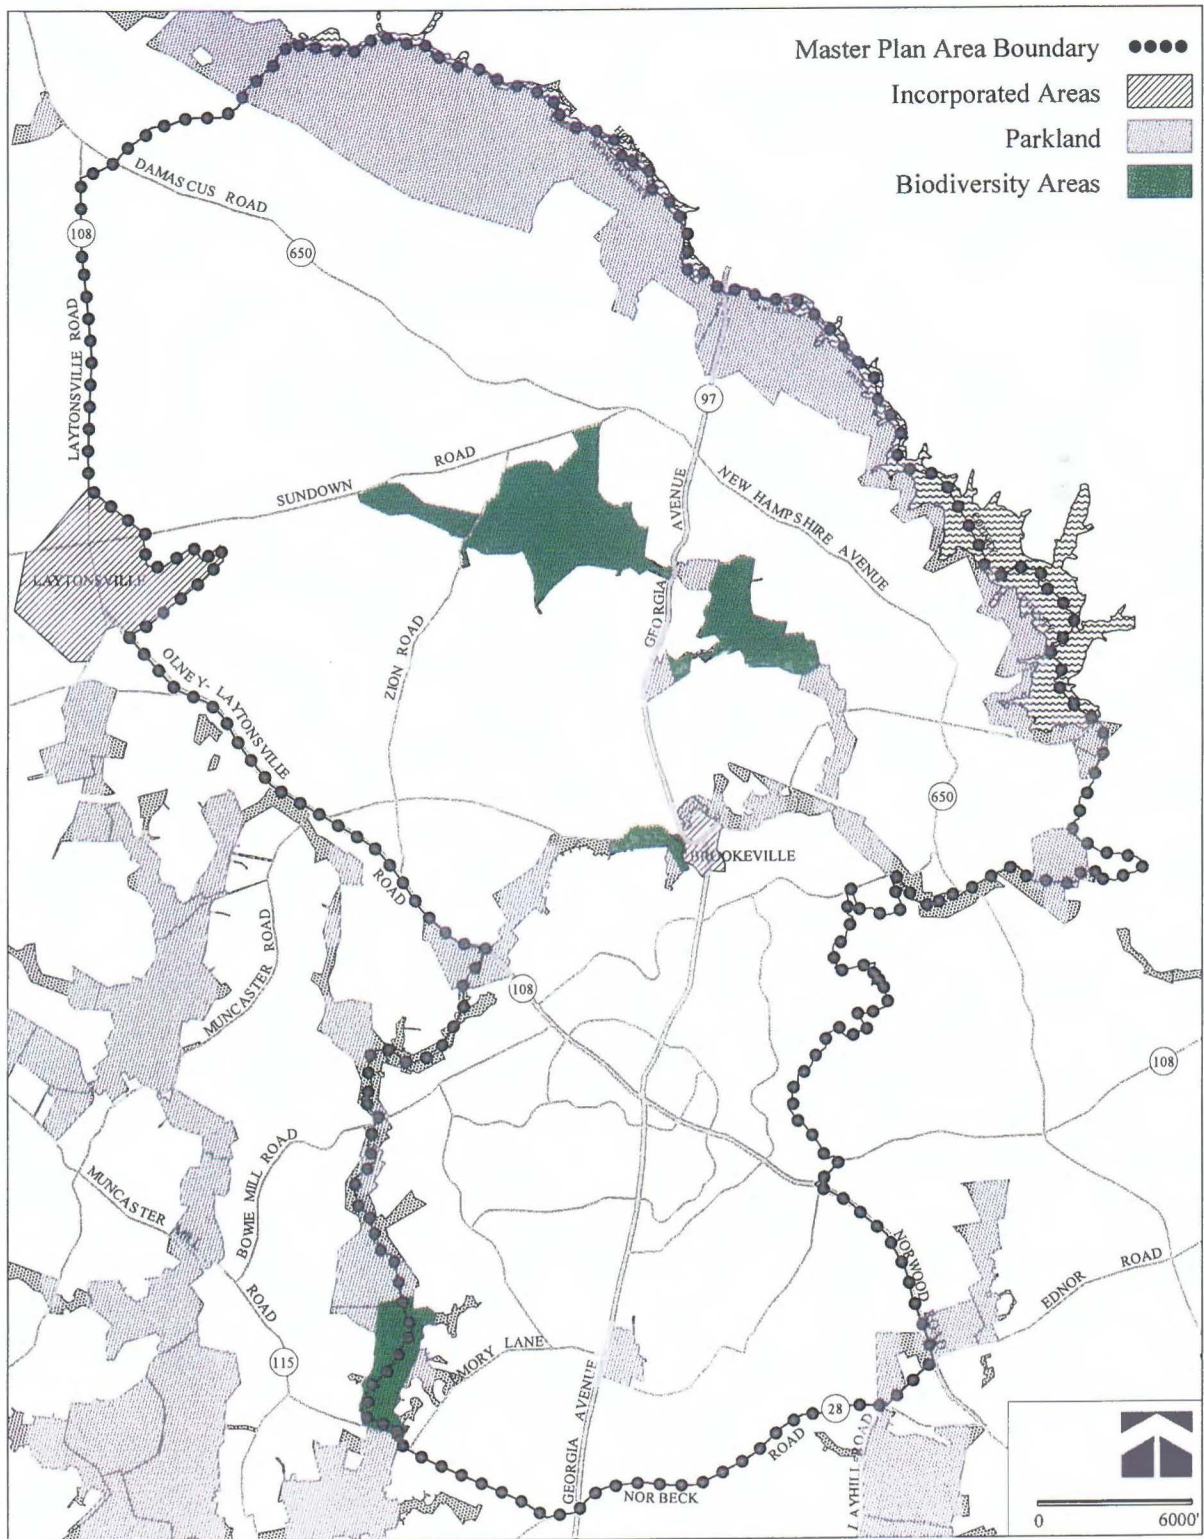 Master Plan Area Boundary
Incorporated Areas
Parkland
Biodiversity Areas
DAMASCUS ROAD
108
650
LAYTONSVILLE ROAD
97
SUNDOWN ROAD
GEORGIA AVENUE
NEW HAMPSHIRE AVENUE
LAYTONSVILLE
ZION ROAD
OLNEY-LAYTONSVILLE ROAD
650
BROOKEVILLE
MUNCASTER ROAD
108
108
BOWIE MILL ROAD
MUNCASTER
ROAD
NORWOOD
EDNOR ROAD
115
EMORY LANE
GEORGIA AVENUE
28
NORBECK ROAD
LAYHILL ROAD
0 6000